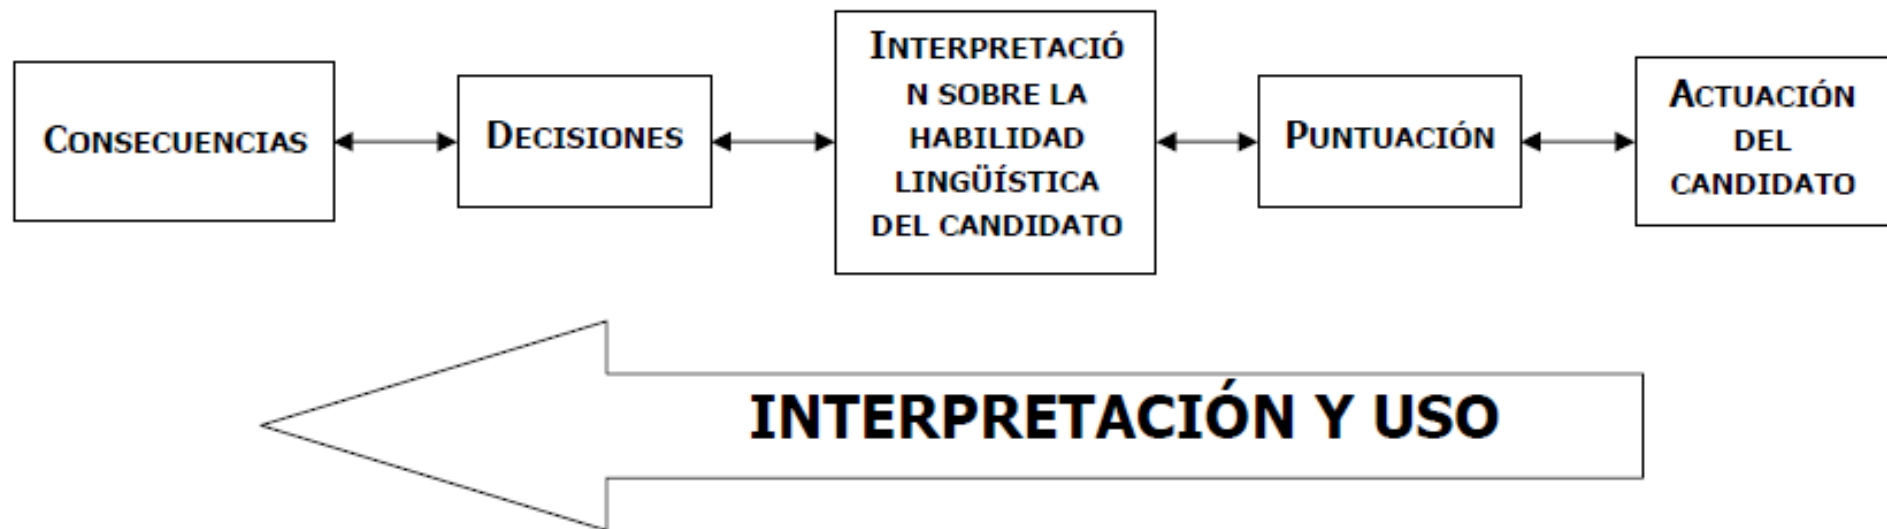 CONSECUENCIAS
DECISIONES
INTERPRETACIÓ
N SOBRE LA
HABILIDAD
LINGÜÍSTICA
DEL CANDIDATO
PUNTUACIÓN
ACTUACIÓN
DEL
CANDIDATO
INTERPRETACIÓN Y USO